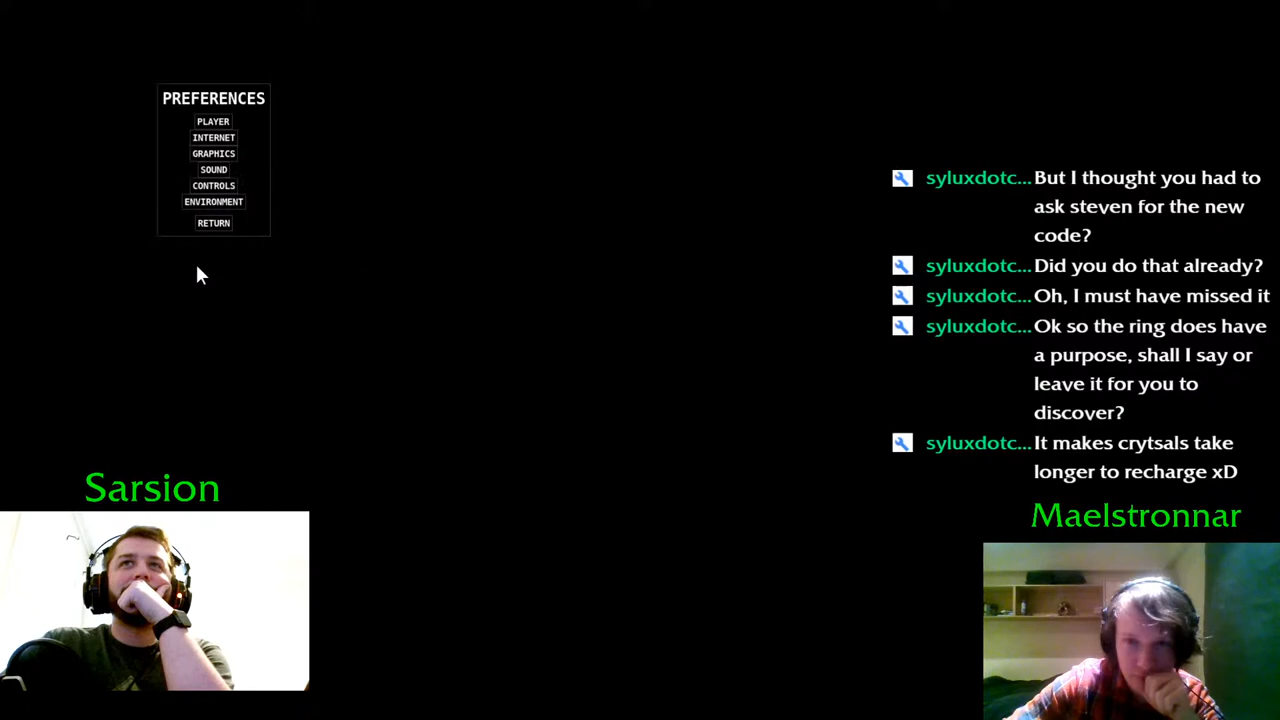 PREFERENCES
PLAYER
INTERNET
GRAPHICS
SOUND
CONTROLS
ENVIRONMENT
RETURN
syluxdotc... But I thought you had to
ask steven for the new
code?
syluxdotc... Did you do that already?
syluxdotc... Oh, I must have missed it
syluxdotc... Ok so the ring does have
a purpose, shall I say or
leave it for you to
discover?
syluxdotc... It makes crytsals take
longer to recharge xD
Sarsion
Maelstronnar